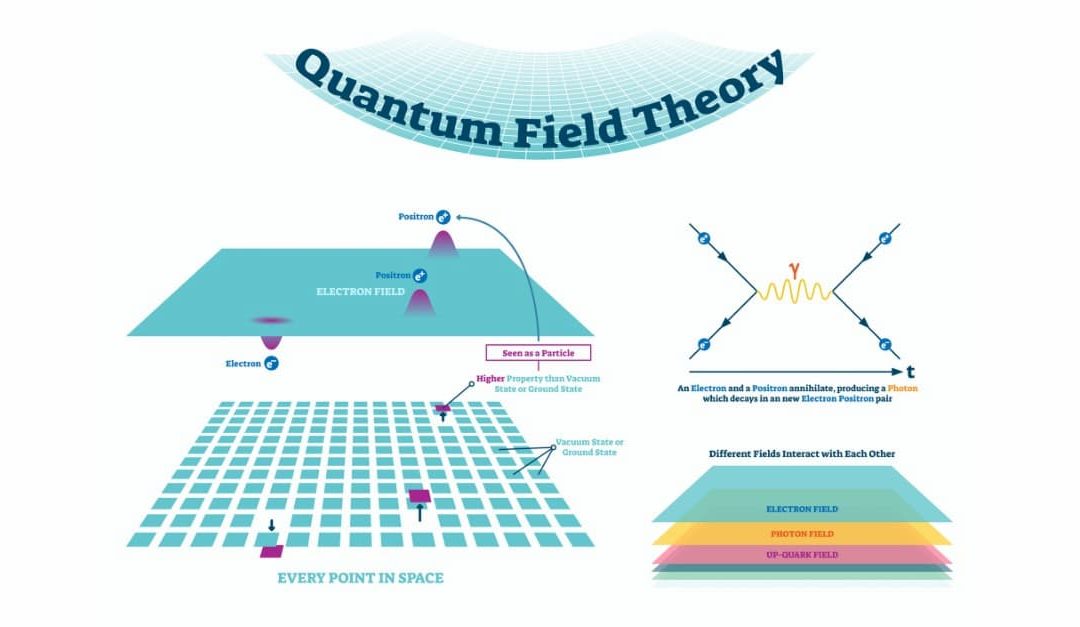 Quantum Field Theory
Positron e+
Positron e+
ELECTRON FIELD
Electron e-
Seen as a Particle
Higher Property than Vacuum
State or Ground State
Vacuum State or
Ground State
EVERY POINT IN SPACE
e+
e+
γ
e-
e-
t
An Electron and a Positron annihilate, producing a Photon
which decays in an new Electron Positron pair
Different Fields Interact with Each Other
ELECTRON FIELD
PHOTON FIELD
UP-QUARK FIELD